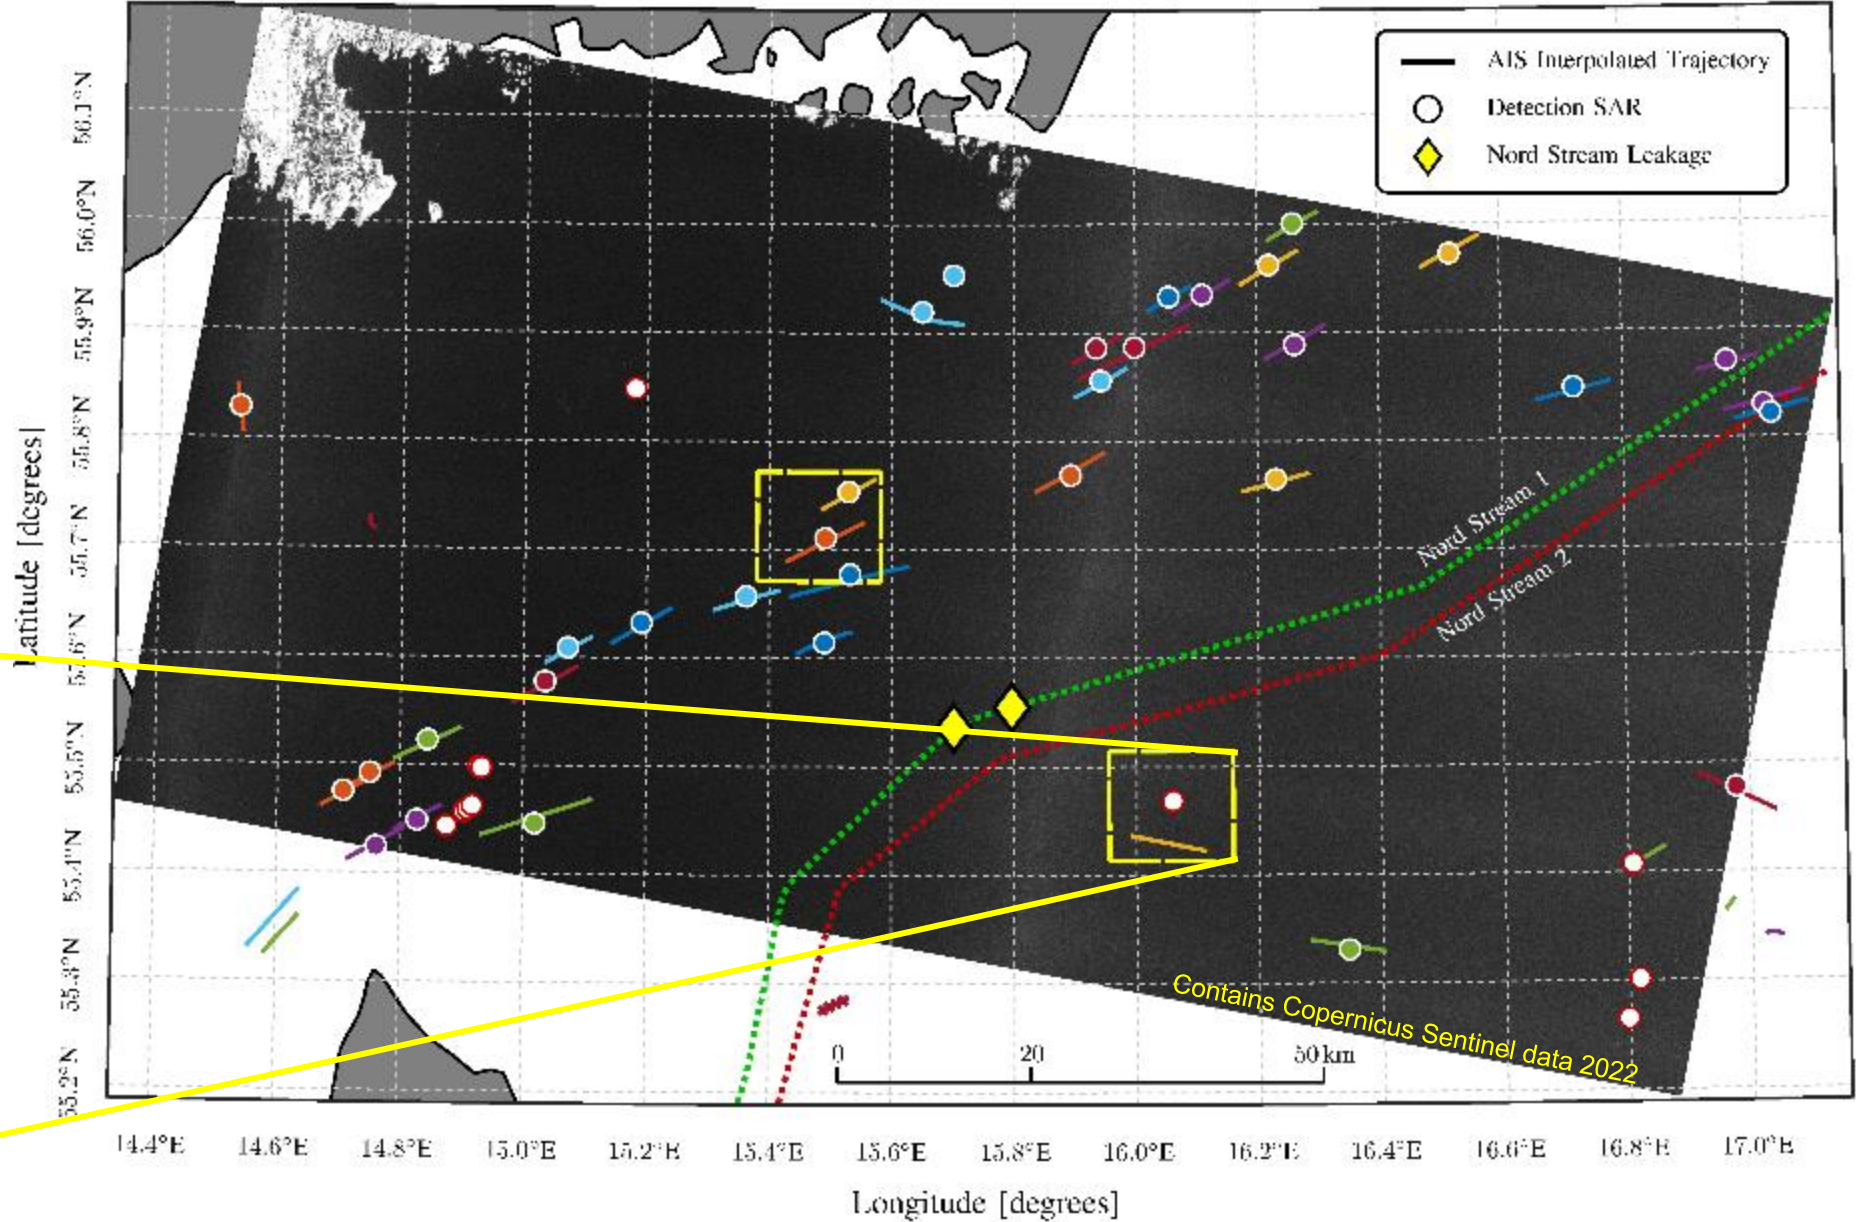 AIS Interpolated Trajectory
Detection SAR
Nord Stream Leakage
56.1°N
56.0°N
55.9°N
55.8°N
55.7°N
55.6°N
55.5°N
55.4°N
55.3°N
55.2°N
Latitude [degrees]
Nord Stream 1
Nord Stream 2
Contains Copernicus Sentinel data 2022
0 20 50 km
14.4°E 14.6°E 14.8°E 15.0°E 15.2°E 15.4°E 15.6°E 15.8°E 16.0°E 16.2°E 16.4°E 16.6°E 16.8°E 17.0°E
Longitude [degrees]